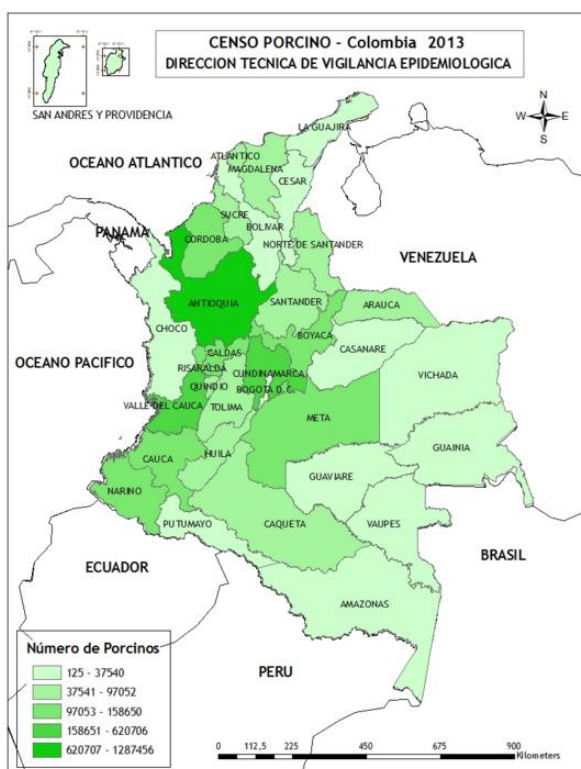 CENSO PORCINO - Colombia 2013
DIRECCION TECNICA DE VIGILANCIA EPIDEMIOLOGICA
SAN ANDRES Y PROVIDENCIA
N
W E
S
LA GUAJIRA
OCEANO ATLANTICO
ATLANTICO
MAGDALENA
CESAR
SUCRE
BOLIVAR
PANAMA
CORDOBA
NORTE DE SANTANDER
VENEZUELA
ANTIOQUIA
SANTANDER
ARAUCA
CHOCO
BOYACA
OCEANO PACIFICO
CALDAS
CASANARE
RISARALDA
CUNDINAMARCA
VICHADA
QUINDIO
BOGOTA D.C.
VALLE DEL CAUCA
TOLIMA
META
GUAINIA
CAUCA
HUILA
GUAVIARE
NARINO
PUTUMAYO
CAQUETA
VAUPES
ECUADOR
BRASIL
AMAZONAS
PERU
Número de Porcinos
125 - 37540
37541 - 97052
97053 - 158650
158651 - 620706
620707 - 1287456
0 112,5 225 450 675 900
Kilometers